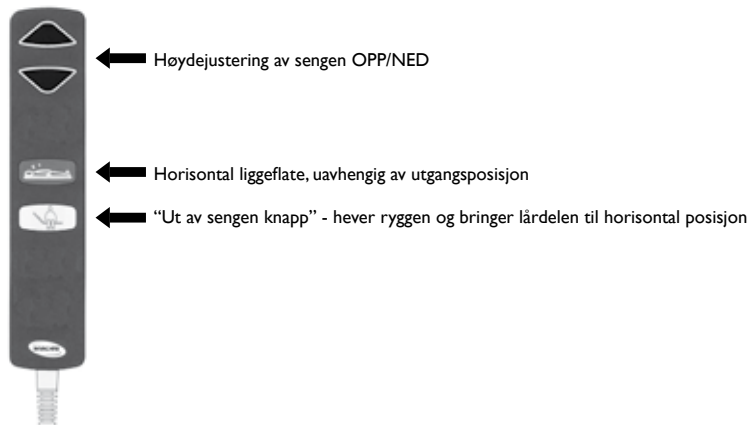 Høydejustering av sengen OPP/NED
Horisontal liggeflate, uavhengig av utgangsposisjon
“Ut av sengen knapp” - hever ryggen og bringer lårdelen til horisontal posisjon